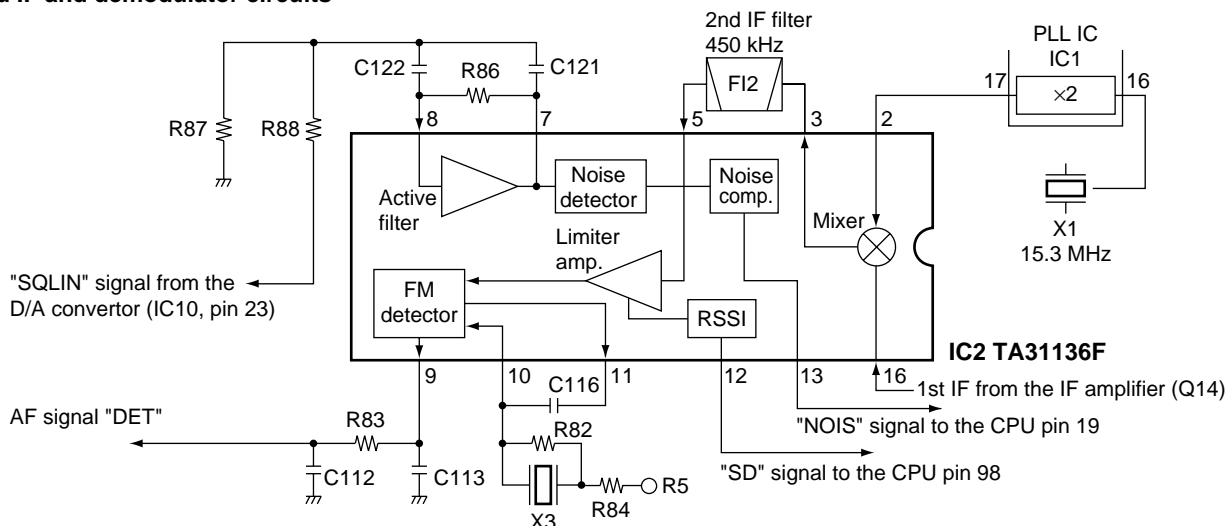 IF and demodulator circuits
2nd IF filter
450 kHz
PLL IC
IC1
C122
R86
C121
FI2
17
×2
16
R87
R88
8
7
5
3
2
Active
filter
Noise
detector
Noise
comp.
Mixer
X1
15.3 MHz
Limiter
amp.
"SQLIN" signal from the
D/A convertor (IC10, pin 23)
FM
detector
RSSI
IC2 TA31136F
9
10
11
12
13
16
1st IF from the IF amplifier (Q14)
C116
AF signal "DET"
R83
R82
"NOIS" signal to the CPU pin 19
"SD" signal to the CPU pin 98
C112
C113
R5
R84
X3